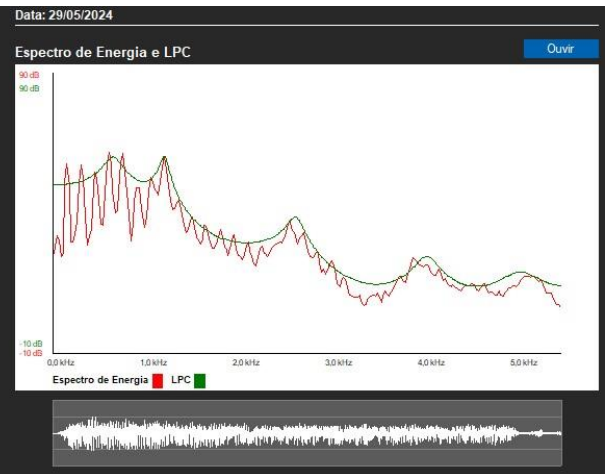 Data: 29/05/2024
Espectro de Energia e LPC
Ouvir
90 dB
90 dB
-10 dB
-10 dB
0,0 kHz 1,0 kHz 2,0 kHz 3,0 kHz 4,0 kHz 5,0 kHz
Espectro de Energia LPC